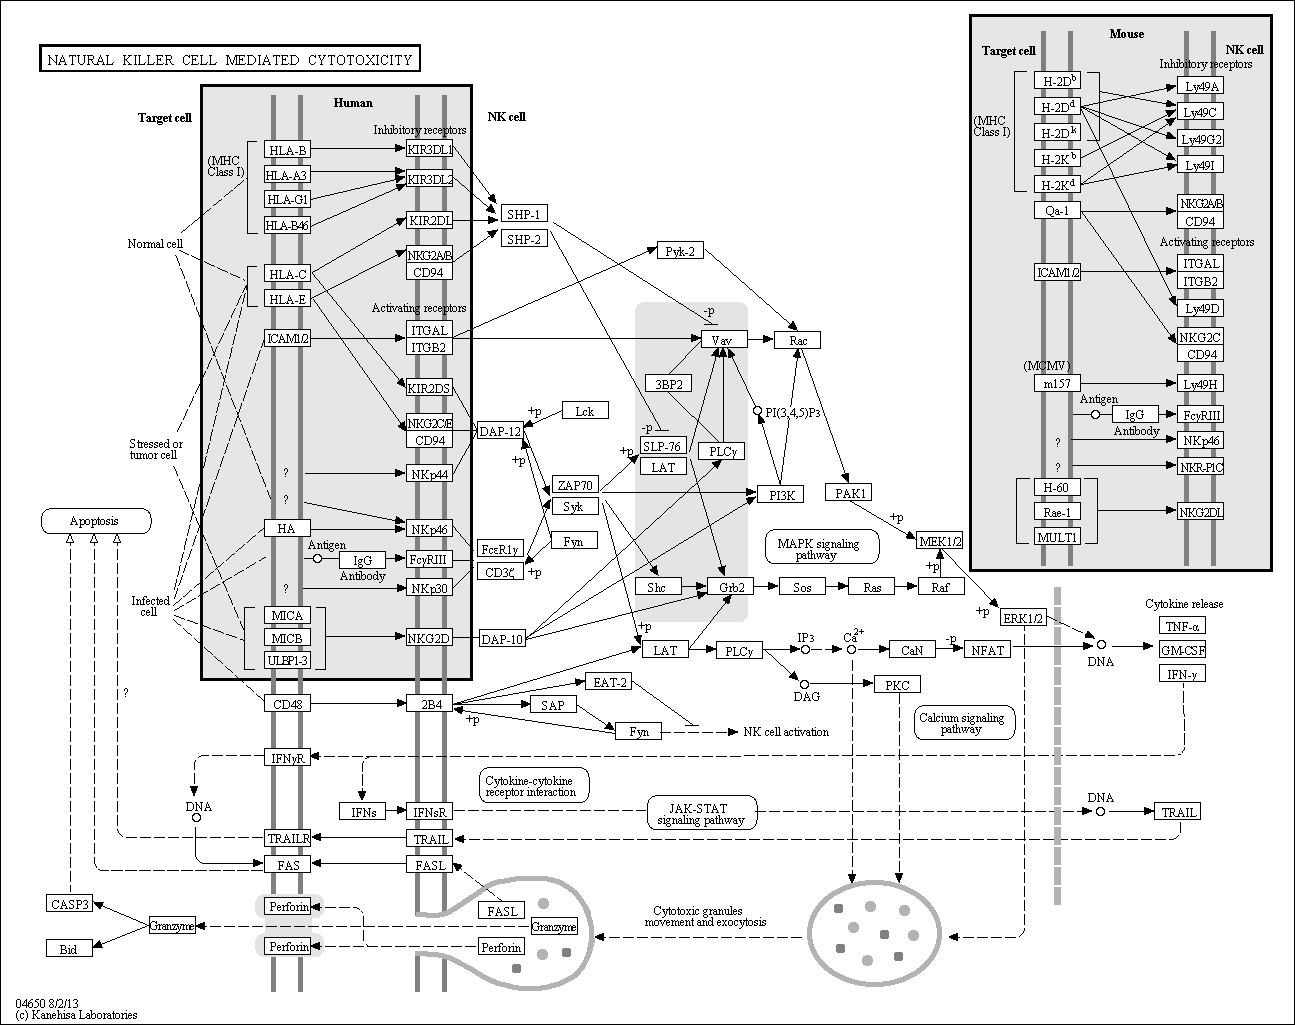 NATURAL KILLER CELL MEDIATED CYTOTOXICITY
Target cell
Human
NK cell
Inhibitory receptors
(MHC
Class I)
HLA-B
HLA-A3
HLA-G1
HLA-B46
KIR3DL1
KIR3DL2
KIR2DL
NKG2A/B
CD94
SHP-1
SHP-2
Normal cell
HLA-C
HLA-E
Activating receptors
ICAM1/2
ITGAL
ITGB2
KIR2DS
NKG2C/E
CD94
NKp44
NKp46
FcγRIII
NKp30
NKG2D
Stressed or
tumor cell
?
?
HA
Antigen
IgG
Antibody
?
Infected
cell
MICA
MICB
ULBP1-3
Apoptosis
?
Pyk-2
-p
Vav
Rac
3BP2
PI(3,4,5)P3
-p
SLP-76
LAT
PLCγ
+p
DAP-12
+p
Lck
+p
ZAP70
Syk
Fyn
+p
FcεR1γ
CD3ζ
DAP-10
PI3K
PAK1
+p
MEK1/2
+p
MAPK signaling
pathway
Shc
Grb2
Sos
Ras
Raf
+p
ERK1/2
+p
LAT
PLCγ
IP3
Ca2+
CaN
-p
NFAT
DNA
DAG
PKC
Cytokine release
TNF-α
GM-CSF
IFN-γ
CD48
2B4
+p
EAT-2
SAP
Fyn
NK cell activation
Calcium signaling
pathway
IFNγR
Cytokine-cytokine
receptor interaction
DNA
IFNs
IFNsR
JAK-STAT
signaling pathway
DNA
TRAIL
TRAILR
TRAIL
FAS
FASL
CASP3
Bid
Granzyme
Perforin
Perforin
FASL
Granzyme
Perforin
Cytotoxic granules
movement and exocytosis
Mouse
Target cell
NK cell
Inhibitory receptors
(MHC
Class I)
H-2Db
H-2Dd
H-2Dk
H-2Kb
H-2Kd
Qa-1
Ly49A
Ly49C
Ly49G2
Ly49I
NKG2A/B
CD94
Activating receptors
ICAM1/2
ITGAL
ITGB2
Ly49D
NKG2C
CD94
(MCMV)
m157
Ly49H
Antigen
IgG
Antibody
FcγRIII
?
NKp46
?
NKR-P1C
H-60
Rae-1
MULT1
NKG2DL
04650 8/2/13
(c) Kanehisa Laboratories